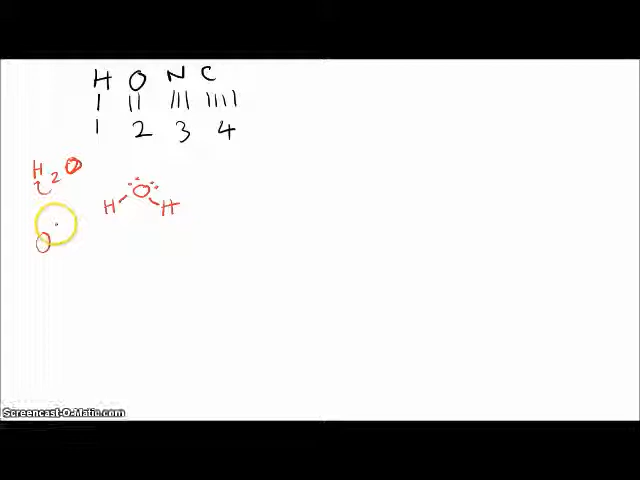 H O N C
| || ||| ||||
1 2 3 4
H2O
O
H O H
Screencast-O-Matic.com